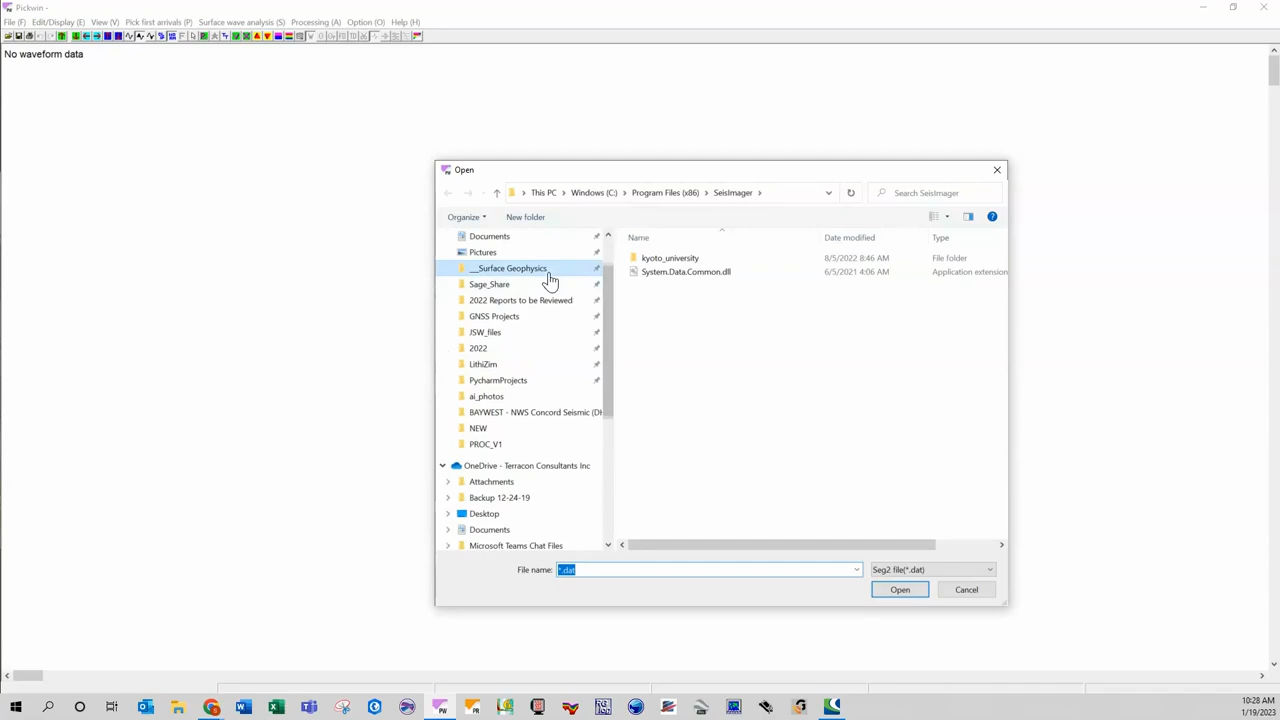 Pickwin -
File (F) Edit/Display (E) View (V) Pick first arrivals (P) Surface wave analysis (S) Processing (A) Option (O) Help (H)
No waveform data
Open
This PC > Windows (C:) > Program Files (x86) > SeisImager >
Search SeisImager
Organize New folder
Name Date modified Type
Documents
Pictures
__Surface Geophysics
Sage_Share
2022 Reports to be Reviewed
GNSS Projects
JSW_files
2022
LithiZim
PycharmProjects
ai_photos
BAYWEST - NWS Concord Seismic (DH
NEW
PROC_V1
OneDrive - Terracon Consultants Inc
Attachments
Backup 12-24-19
Desktop
Documents
Microsoft Teams Chat Files
kyoto_university 8/5/2022 8:46 AM File folder
System.Data.Common.dll 6/5/2021 4:06 AM Application extension
File name: *.dat Seg2 file(*.dat)
Open Cancel
10:28 AM
1/19/2023